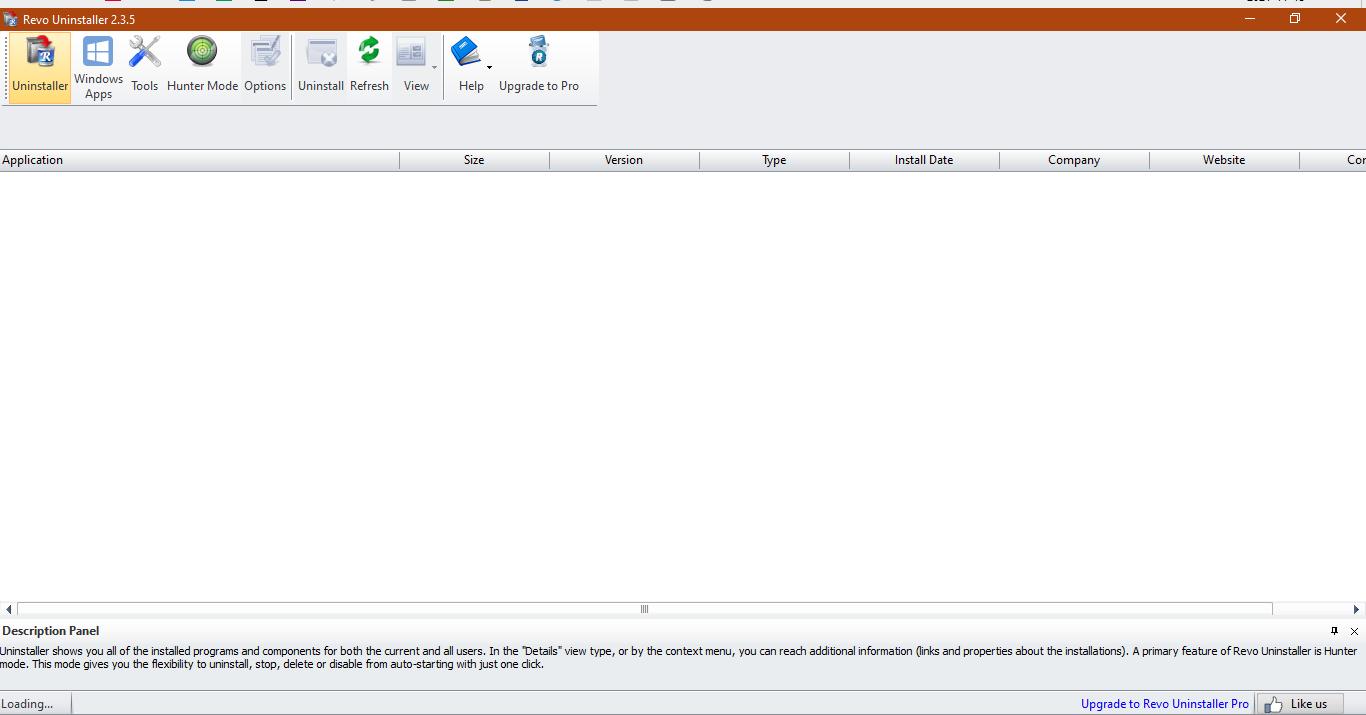 Revo Uninstaller 2.3.5
Uninstaller
Windows Apps
Tools
Hunter Mode
Options
Uninstall
Refresh
View
Help
Upgrade to Pro
Application
Size
Version
Type
Install Date
Company
Website
Description Panel
Uninstaller shows you all of the installed programs and components for both the current and all users. In the "Details" view type, or by the context menu, you can reach additional information (links and properties about the installations). A primary feature of Revo Uninstaller is Hunter
mode. This mode gives you the flexibility to uninstall, stop, delete or disable from auto-starting with just one click.
Loading...
Upgrade to Revo Uninstaller Pro
Like us